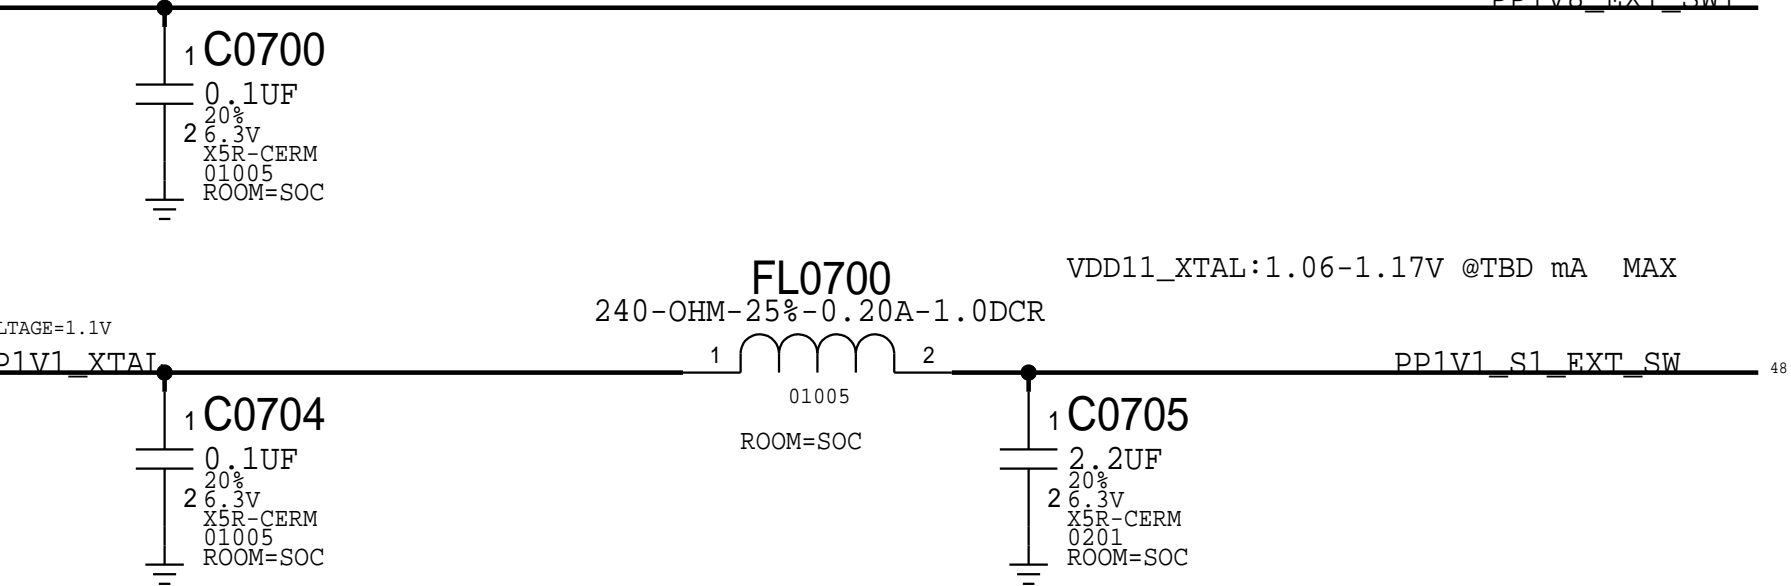 PP1V8_EXT_SW1
1 C0700
0.1UF
20%
2 6.3V
X5R-CERM
01005
ROOM=SOC
FL0700
240-OHM-25%-0.20A-1.0DCR
VDD11_XTAL:1.06-1.17V @TBD mA MAX
LTAGE=1.1V
P1V1_XTAL
1
2
PP1V1_S1_EXT_SW
48
01005
ROOM=SOC
1 C0704
0.1UF
20%
2 6.3V
X5R-CERM
01005
ROOM=SOC
1 C0705
2.2UF
20%
2 6.3V
X5R-CERM
0201
ROOM=SOC